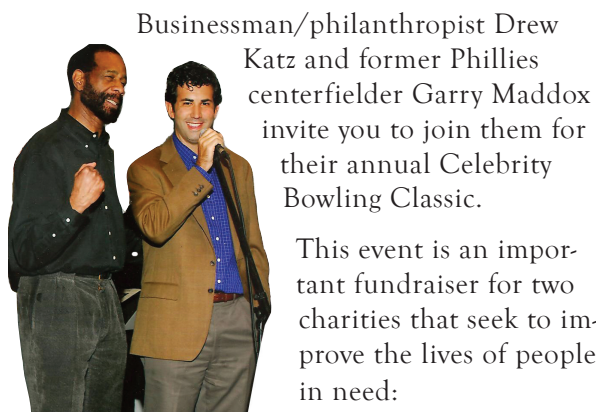 Businessman/philanthropist Drew
Katz and former Phillies
centerfielder Garry Maddox
invite you to join them for
their annual Celebrity
Bowling Classic.
This event is an impor-
tant fundraiser for two
charities that seek to im-
prove the lives of people
in need: